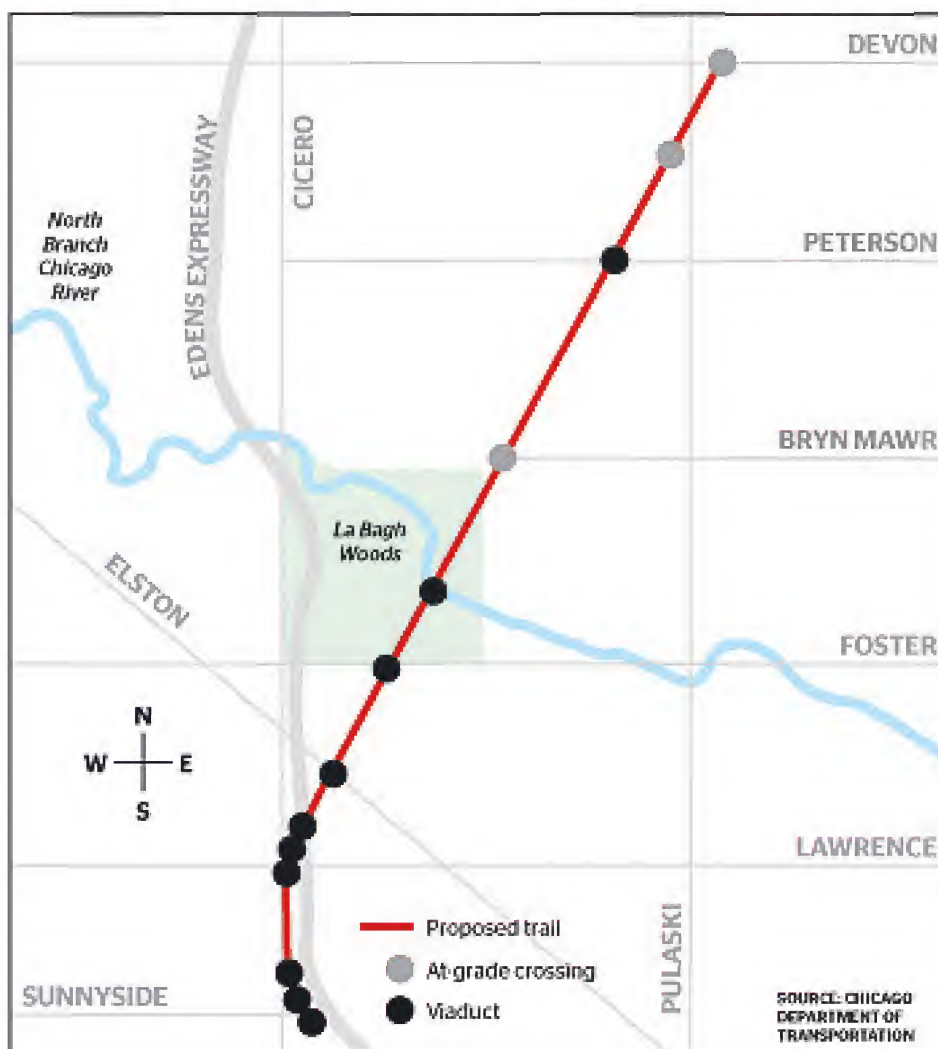 DEVON
CICERO
EDENS EXPRESSWAY
North
Branch
Chicago
River
PETERSON
BRYN MAWR
La Bagh
Woods
ELSTON
FOSTER
N
W E
S
LAWRENCE
PULASKI
Proposed trail
At-grade crossing
Viaduct
SUNNYSIDE
SOURCE: CHICAGO
DEPARTMENT OF
TRANSPORTATION